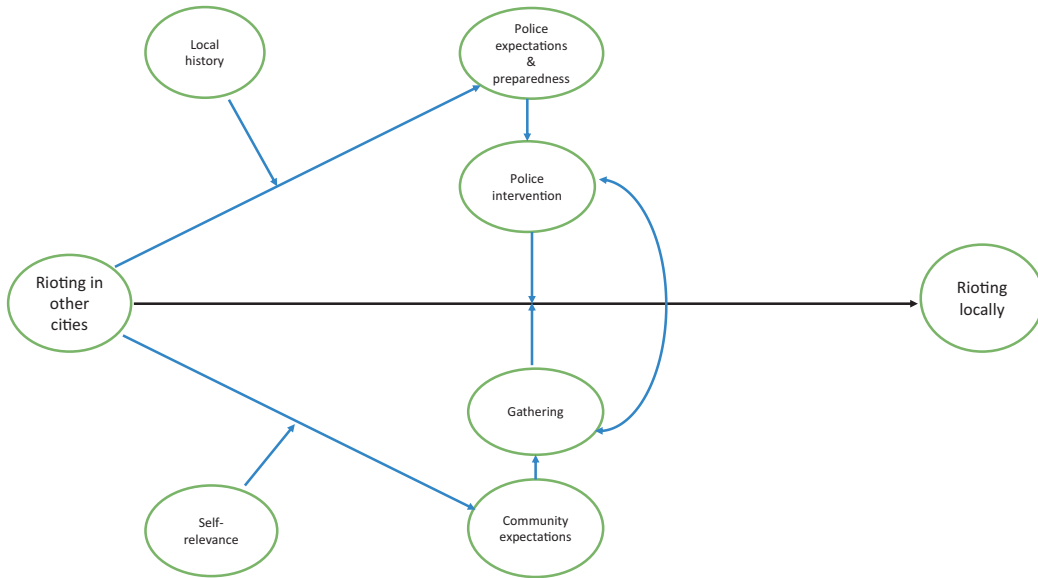 Local
history
Police
expectations
&
preparedness
Police
intervention
Rioting in
other
cities
Rioting
locally
Gathering
Self-
relevance
Community
expectations